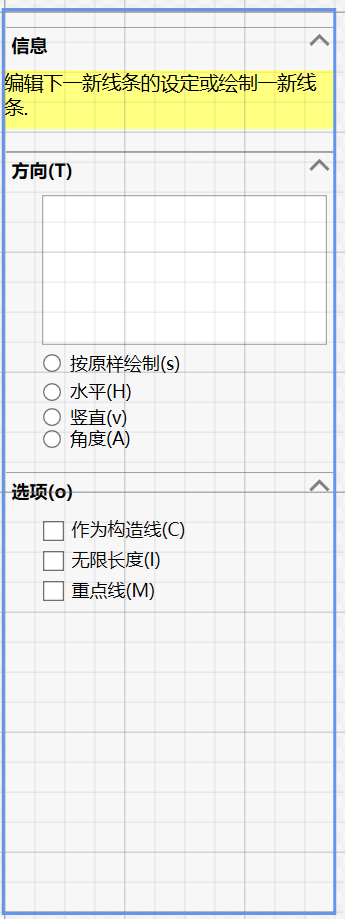 信息
编辑下一新线条的设定或绘制一新线
条.
方向(T)
按原样绘制(s)
水平(H)
竖直(v)
角度(A)
选项(o)
作为构造线(C)
无限长度(I)
重点线(M)